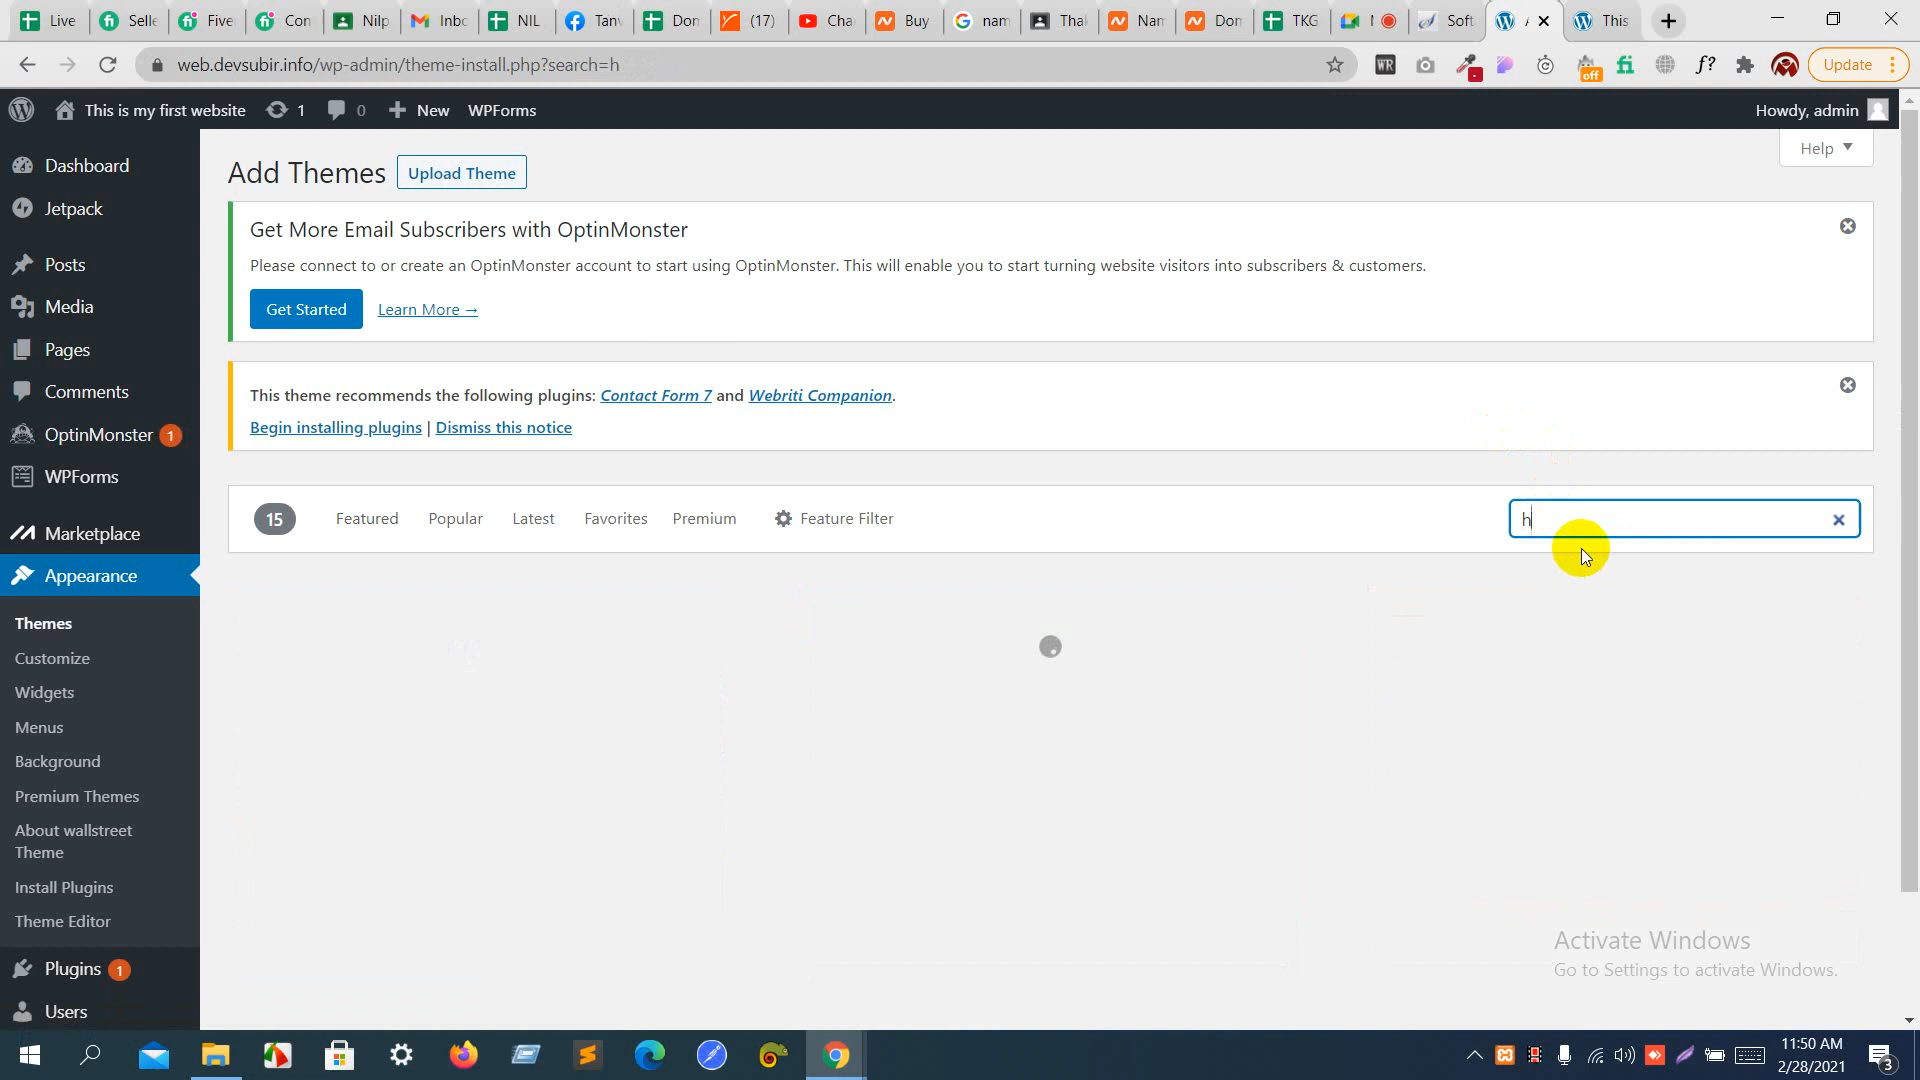 Live
Selle
Five
Con
Nilp
Inbo
NIL
Tanv
Don
(17)
Cha
Buy
nam
Tha
Nam
Don
TKG
Soft
This
web.devsubir.info/wp-admin/theme-install.php?search=h
WR
off
f?
Update
This is my first website
1
0
New
WPForms
Howdy, admin
Dashboard
Jetpack
Posts
Media
Pages
Comments
OptinMonster 1
WPForms
Marketplace
Appearance
Themes
Customize
Widgets
Menus
Background
Premium Themes
About wallstreet
Theme
Install Plugins
Theme Editor
Plugins 1
Users
Help
Add Themes
Upload Theme
Get More Email Subscribers with OptinMonster
Please connect to or create an OptinMonster account to start using OptinMonster. This will enable you to start turning website visitors into subscribers & customers.
Get Started
Learn More →
This theme recommends the following plugins: Contact Form 7 and Webriti Companion.
Begin installing plugins | Dismiss this notice
15
Featured
Popular
Latest
Favorites
Premium
Feature Filter
h
Activate Windows
Go to Settings to activate Windows.
11:50 AM
2/28/2021
3